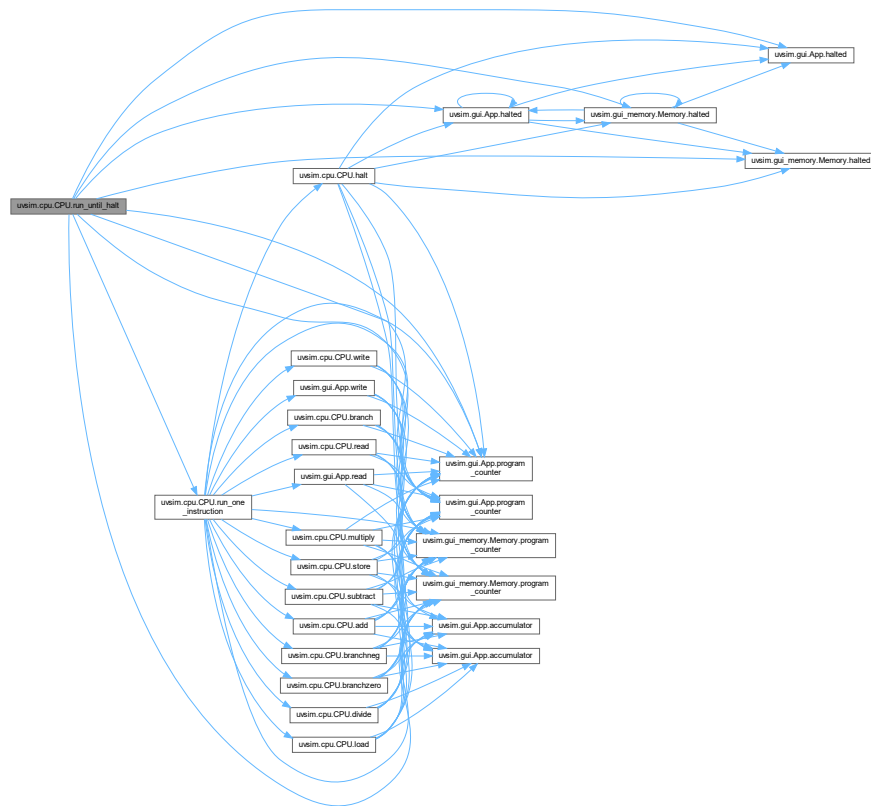 uvsim.gui.App.halted
uvsim.gui.App.halted
uvsim.gui_memory.Memory.halted
uvsim.gui_memory.Memory.halted
uvsim.cpu.CPU.halt
uvsim.cpu.CPU.run_until_halt
uvsim.cpu.CPU.write
uvsim.gui.App.write
uvsim.cpu.CPU.branch
uvsim.cpu.CPU.read
uvsim.gui.App.program
_counter
uvsim.gui.App.read
uvsim.cpu.CPU.run_one
_instruction
uvsim.gui.App.program
_counter
uvsim.cpu.CPU.multiply
uvsim.gui_memory.Memory.program
_counter
uvsim.cpu.CPU.store
uvsim.gui_memory.Memory.program
_counter
uvsim.cpu.CPU.subtract
uvsim.cpu.CPU.add
uvsim.gui.App.accumulator
uvsim.cpu.CPU.branchneg
uvsim.gui.App.accumulator
uvsim.cpu.CPU.branchzero
uvsim.cpu.CPU.divide
uvsim.cpu.CPU.load